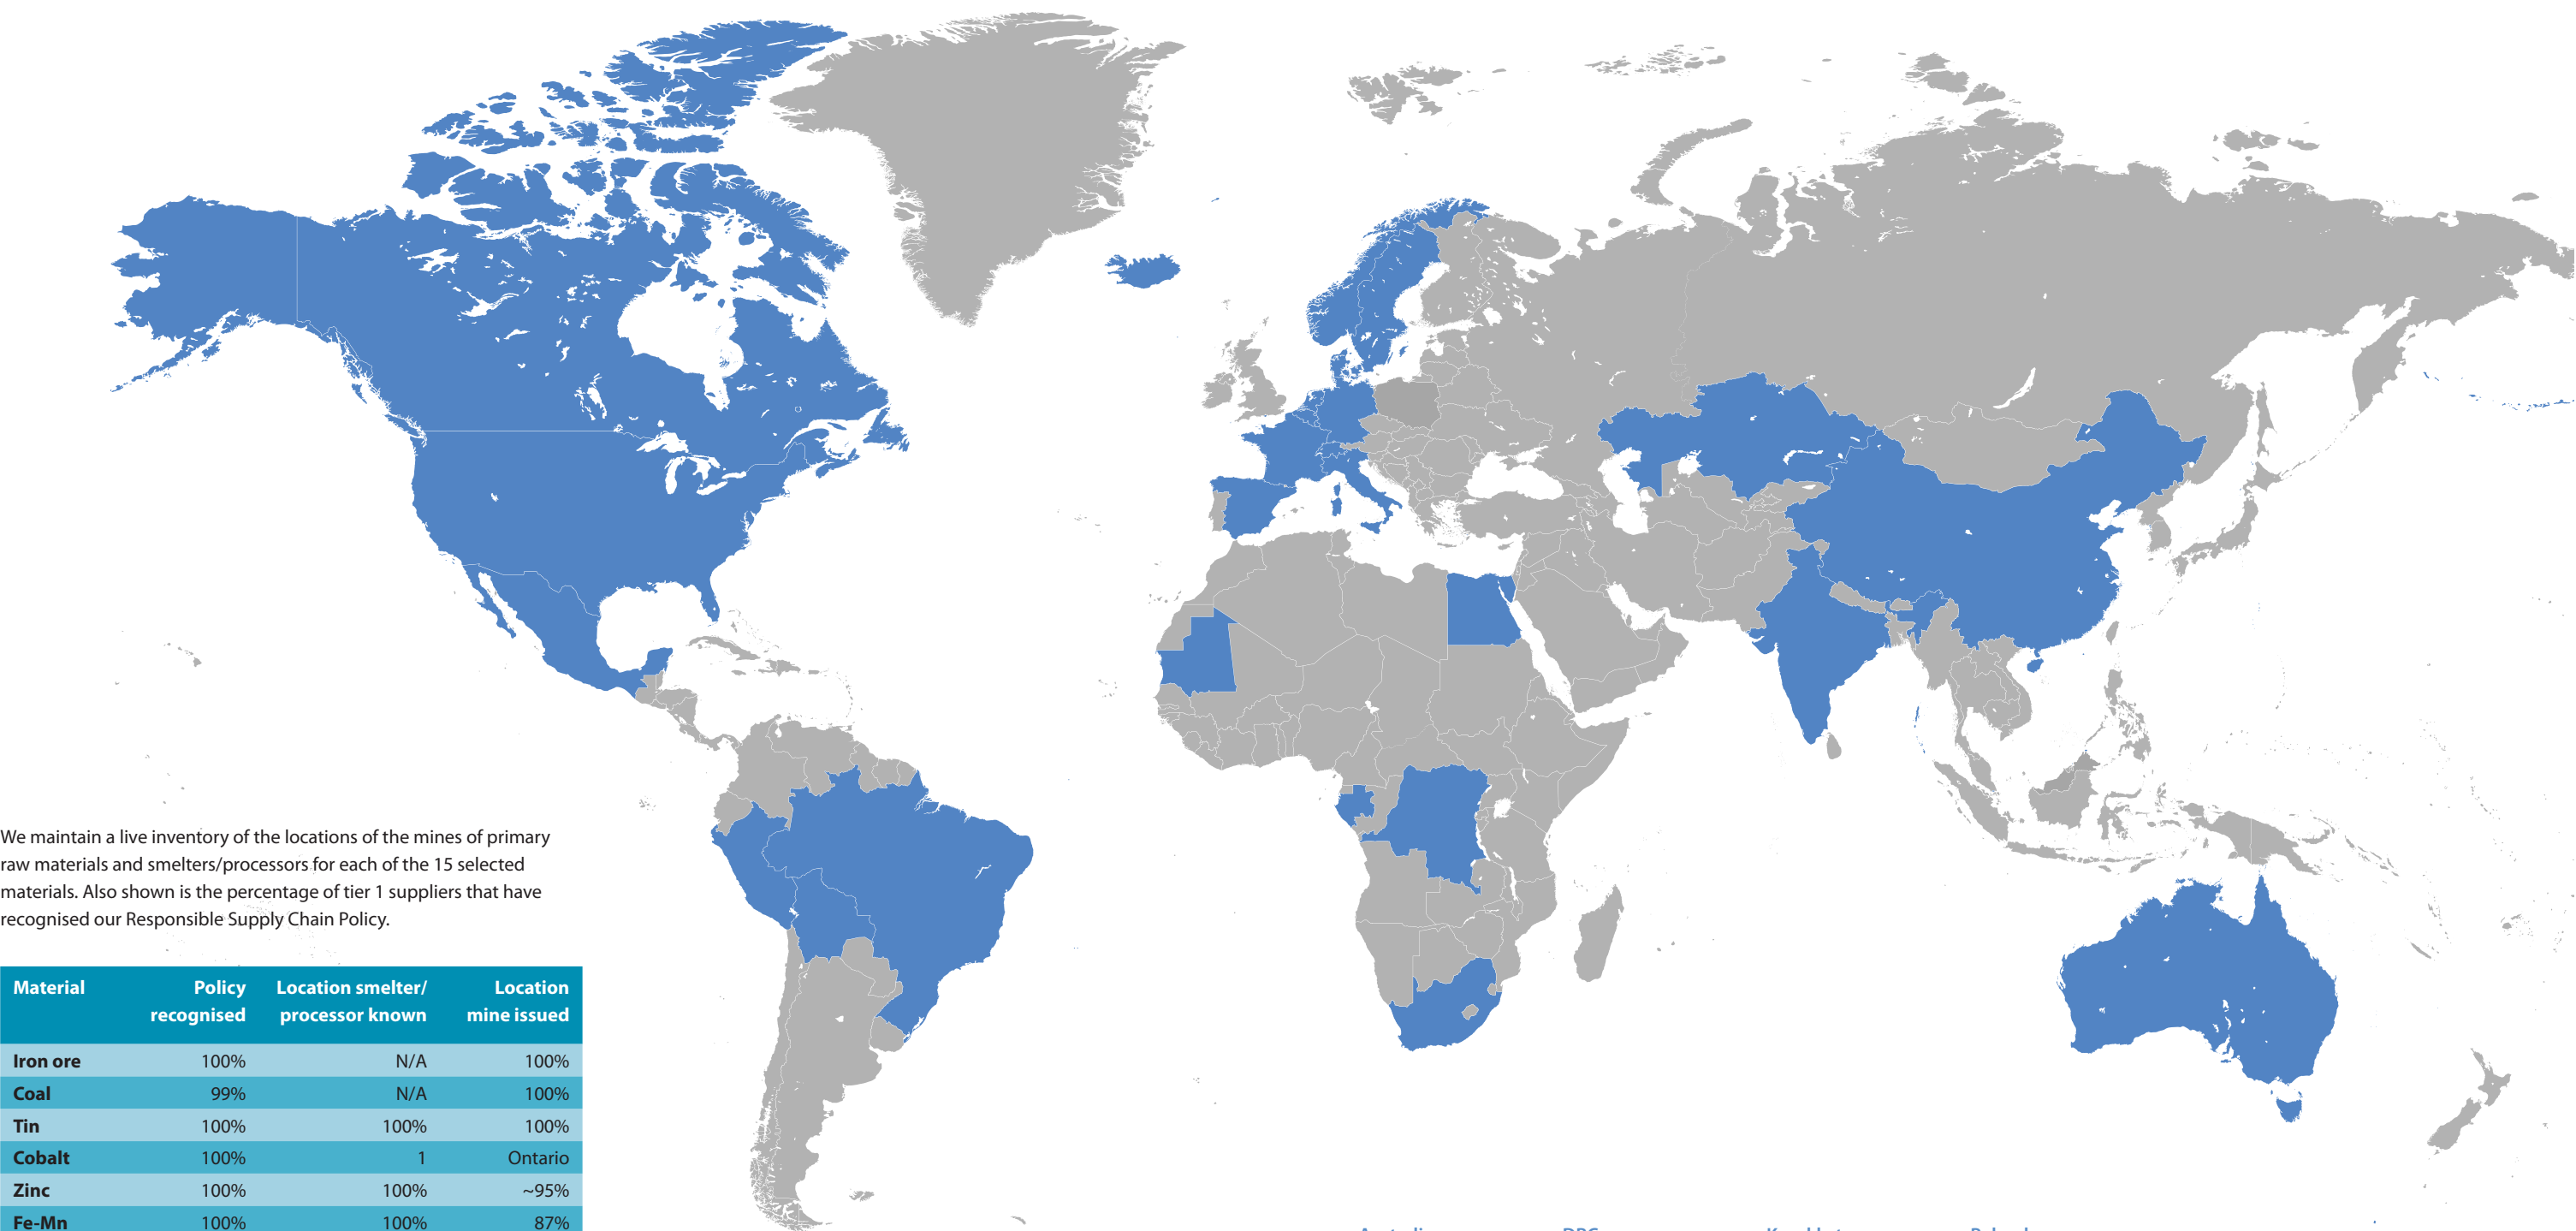 We maintain a live inventory of the locations of the mines of primary
raw materials and smelters/processors for each of the 15 selected
materials. Also shown is the percentage of tier 1 suppliers that have
recognised our Responsible Supply Chain Policy.
Material Policy recognised Location smelter/ processor known Location mine issued
Iron ore 100% N/A 100%
Coal 99% N/A 100%
Tin 100% 100% 100%
Cobalt 100% 1 Ontario
Zinc 100% 100% ~95%
Fe-Mn 100% 100% 87%